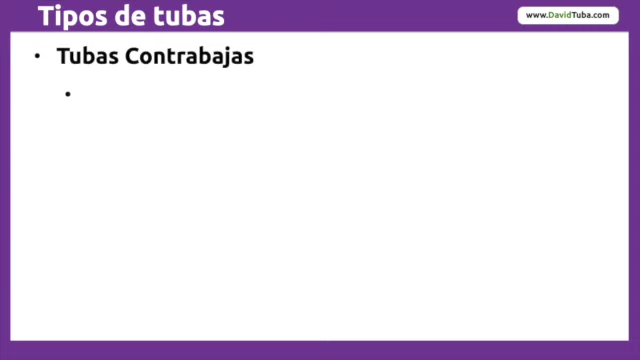 Tipos de tubas
www.DavidTuba.com
• Tubas Contrabajas
•